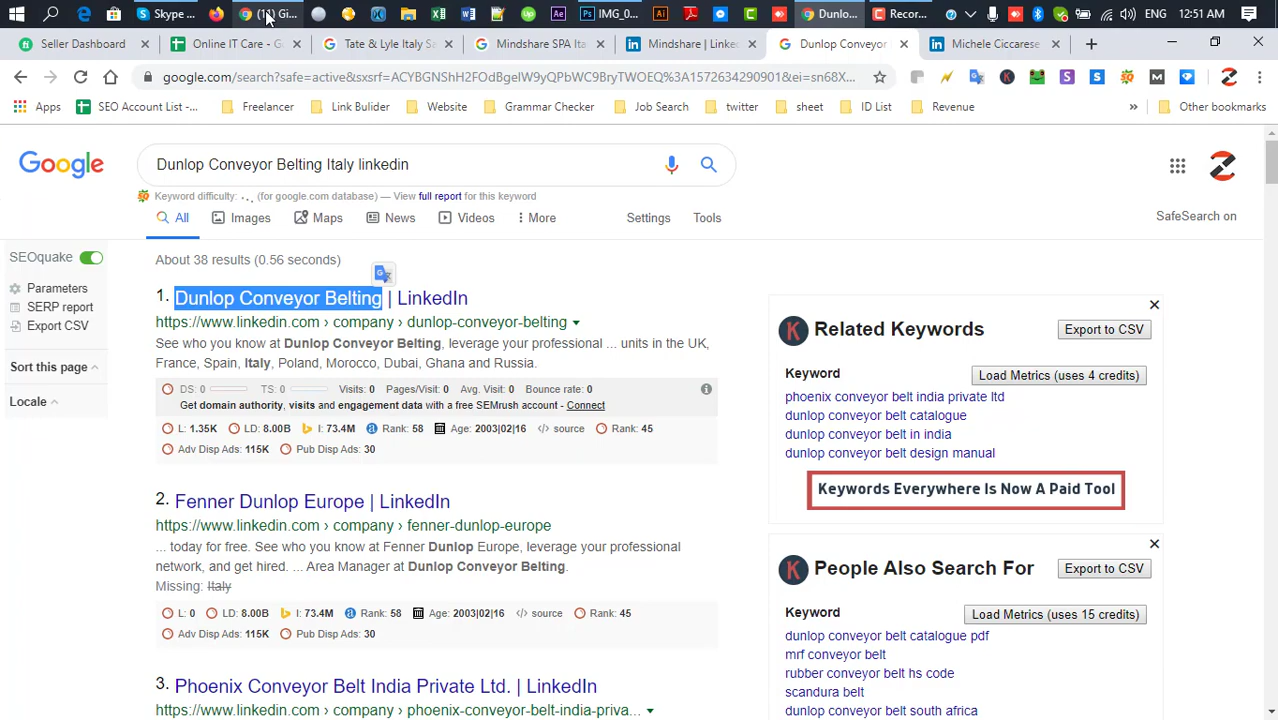 Skype ...
(1) Gi...
IMG_0...
Dunlo...
Recor...
ENG 12:51 AM
Seller Dashboard
Online IT Care - G
Tate & Lyle Italy Sa
Mindshare SPA Ita
Mindshare | Linke
Dunlop Conveyor
Michele Ciccarese
google.com/search?safe=active&sxsrf=ACYBGNShH2FOdBgeIW9yQPbWC9BryTWOEQ%3A1572634290901&ei=sn68X...
Apps
SEO Account List -...
Freelancer
Link Bulider
Website
Grammar Checker
Job Search
twitter
sheet
ID List
Revenue
»
Other bookmarks
Google
Dunlop Conveyor Belting Italy linkedin
Keyword difficulty: ... (for google.com database) — View full report for this keyword
All Images Maps News Videos More Settings Tools
SafeSearch on
SEOquake
Parameters
SERP report
Export CSV
Sort this page
Locale
About 38 results (0.56 seconds)
1. Dunlop Conveyor Belting | LinkedIn
https://www.linkedin.com › company › dunlop-conveyor-belting
See who you know at Dunlop Conveyor Belting, leverage your professional ... units in the UK,
France, Spain, Italy, Poland, Morocco, Dubai, Ghana and Russia.
DS: 0 TS: 0 Visits: 0 Pages/Visit: 0 Avg. Visit: 0 Bounce rate: 0
Get domain authority, visits and engagement data with a free SEMrush account - Connect
L: 1.35K LD: 8.00B I: 73.4M Rank: 58 Age: 2003|02|16 </> source Rank: 45
Adv Disp Ads: 115K Pub Disp Ads: 30
2. Fenner Dunlop Europe | LinkedIn
https://www.linkedin.com › company › fenner-dunlop-europe
... today for free. See who you know at Fenner Dunlop Europe, leverage your professional
network, and get hired. ... Area Manager at Dunlop Conveyor Belting.
Missing: Italy
L: 0 LD: 8.00B I: 73.4M Rank: 58 Age: 2003|02|16 </> source Rank: 45
Adv Disp Ads: 115K Pub Disp Ads: 30
3. Phoenix Conveyor Belt India Private Ltd. | LinkedIn
https://www.linkedin.com › company › phoenix-conveyor-belt-india-priva...
Related Keywords
Export to CSV
Keyword
Load Metrics (uses 4 credits)
phoenix conveyor belt india private ltd
dunlop conveyor belt catalogue
dunlop conveyor belt in india
dunlop conveyor belt design manual
Keywords Everywhere Is Now A Paid Tool
People Also Search For
Export to CSV
Keyword
Load Metrics (uses 15 credits)
dunlop conveyor belt catalogue pdf
mrf conveyor belt
rubber conveyor belt hs code
scandura belt
dunlop conveyor belt south africa